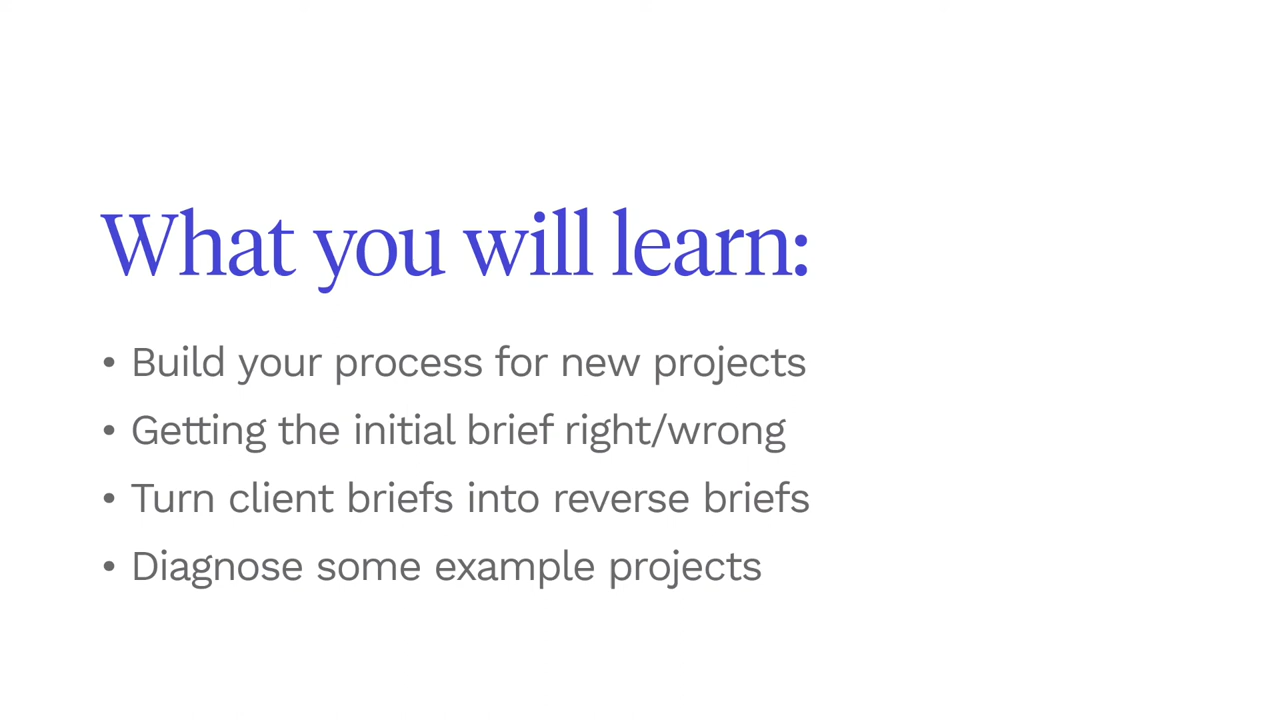 What you will learn:
• Build your process for new projects
• Getting the initial brief right/wrong
• Turn client briefs into reverse briefs
• Diagnose some example projects